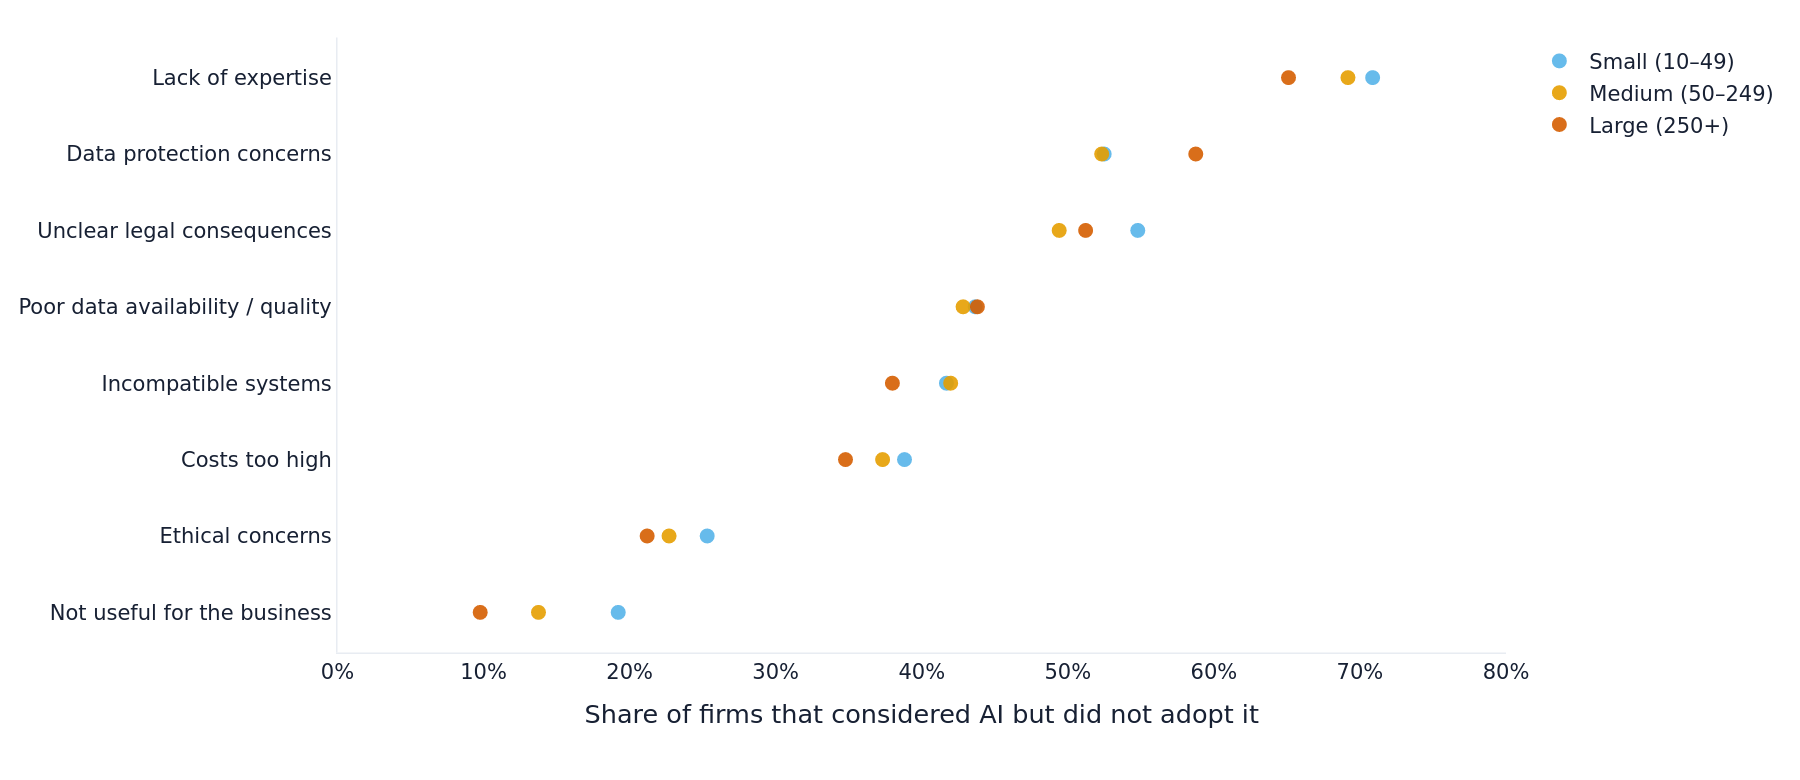 Lack of expertise
Data protection concerns
Unclear legal consequences
Poor data availability / quality
Incompatible systems
Costs too high
Ethical concerns
Not useful for the business
0% 10% 20% 30% 40% 50% 60% 70% 80%
Share of firms that considered AI but did not adopt it
Small (10–49)
Medium (50–249)
Large (250+)